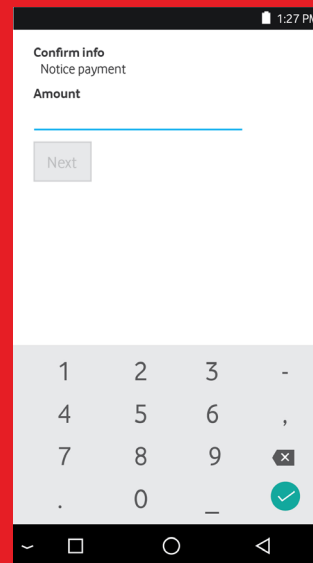 1:27 PM
Confirm info
Notice payment
Amount
Next
1 2 3 -
4 5 6 ,
7 8 9
. 0 _